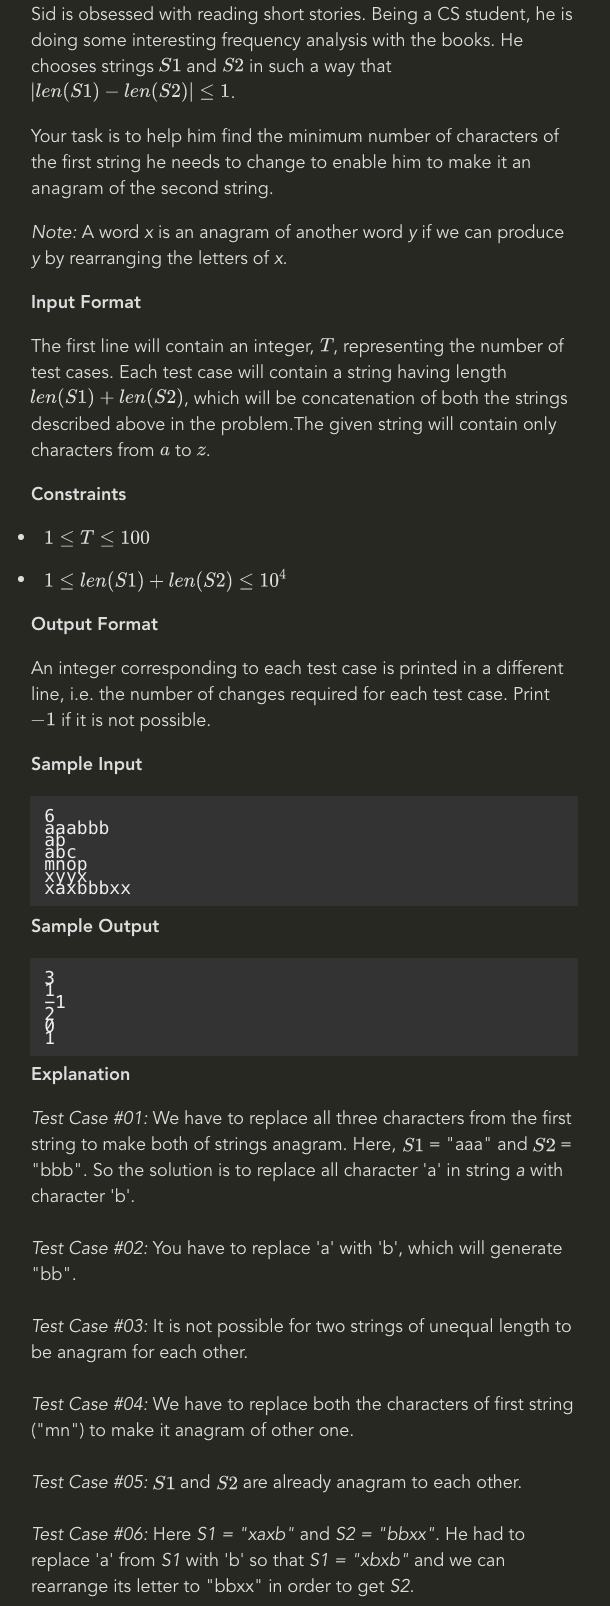 Sid is obsessed with reading short stories. Being a CS student, he is
doing some interesting frequency analysis with the books. He
chooses strings S1 and S2 in such a way that
|len(S1) − len(S2)| ≤ 1.
Your task is to help him find the minimum number of characters of
the first string he needs to change to enable him to make it an
anagram of the second string.
Note: A word x is an anagram of another word y if we can produce
y by rearranging the letters of x.
Input Format
The first line will contain an integer, T, representing the number of
test cases. Each test case will contain a string having length
len(S1) + len(S2), which will be concatenation of both the strings
described above in the problem.The given string will contain only
characters from a to z.
Constraints
• 1 ≤ T ≤ 100
• 1 ≤ len(S1) + len(S2) ≤ 10⁴
Output Format
An integer corresponding to each test case is printed in a different
line, i.e. the number of changes required for each test case. Print
−1 if it is not possible.
Sample Input
6
aaabbb
ab
abc
mnop
xyyx
xaxbbbxx
Sample Output
3
1
-1
2
0
1
Explanation
Test Case #01: We have to replace all three characters from the first
string to make both of strings anagram. Here, S1 = "aaa" and S2 =
"bbb". So the solution is to replace all character 'a' in string a with
character 'b'.
Test Case #02: You have to replace 'a' with 'b', which will generate
"bb".
Test Case #03: It is not possible for two strings of unequal length to
be anagram for each other.
Test Case #04: We have to replace both the characters of first string
("mn") to make it anagram of other one.
Test Case #05: S1 and S2 are already anagram to each other.
Test Case #06: Here S1 = "xaxb" and S2 = "bbxx". He had to
replace 'a' from S1 with 'b' so that S1 = "xbxb" and we can
rearrange its letter to "bbxx" in order to get S2.